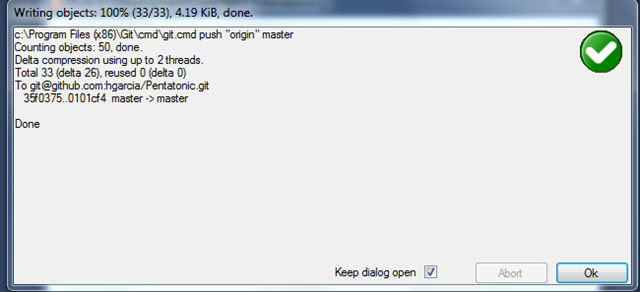 Writing objects: 100% (33/33), 4.19 KiB, done.
c:\Program Files (x86)\Git\cmd\git.cmd push "origin" master
Counting objects: 50, done.
Delta compression using up to 2 threads.
Total 33 (delta 26), reused 0 (delta 0)
To git@github.com:hgarcia/Pentatonic.git
35f0375..0101cf4 master -> master
Done
Keep dialog open
Abort
Ok